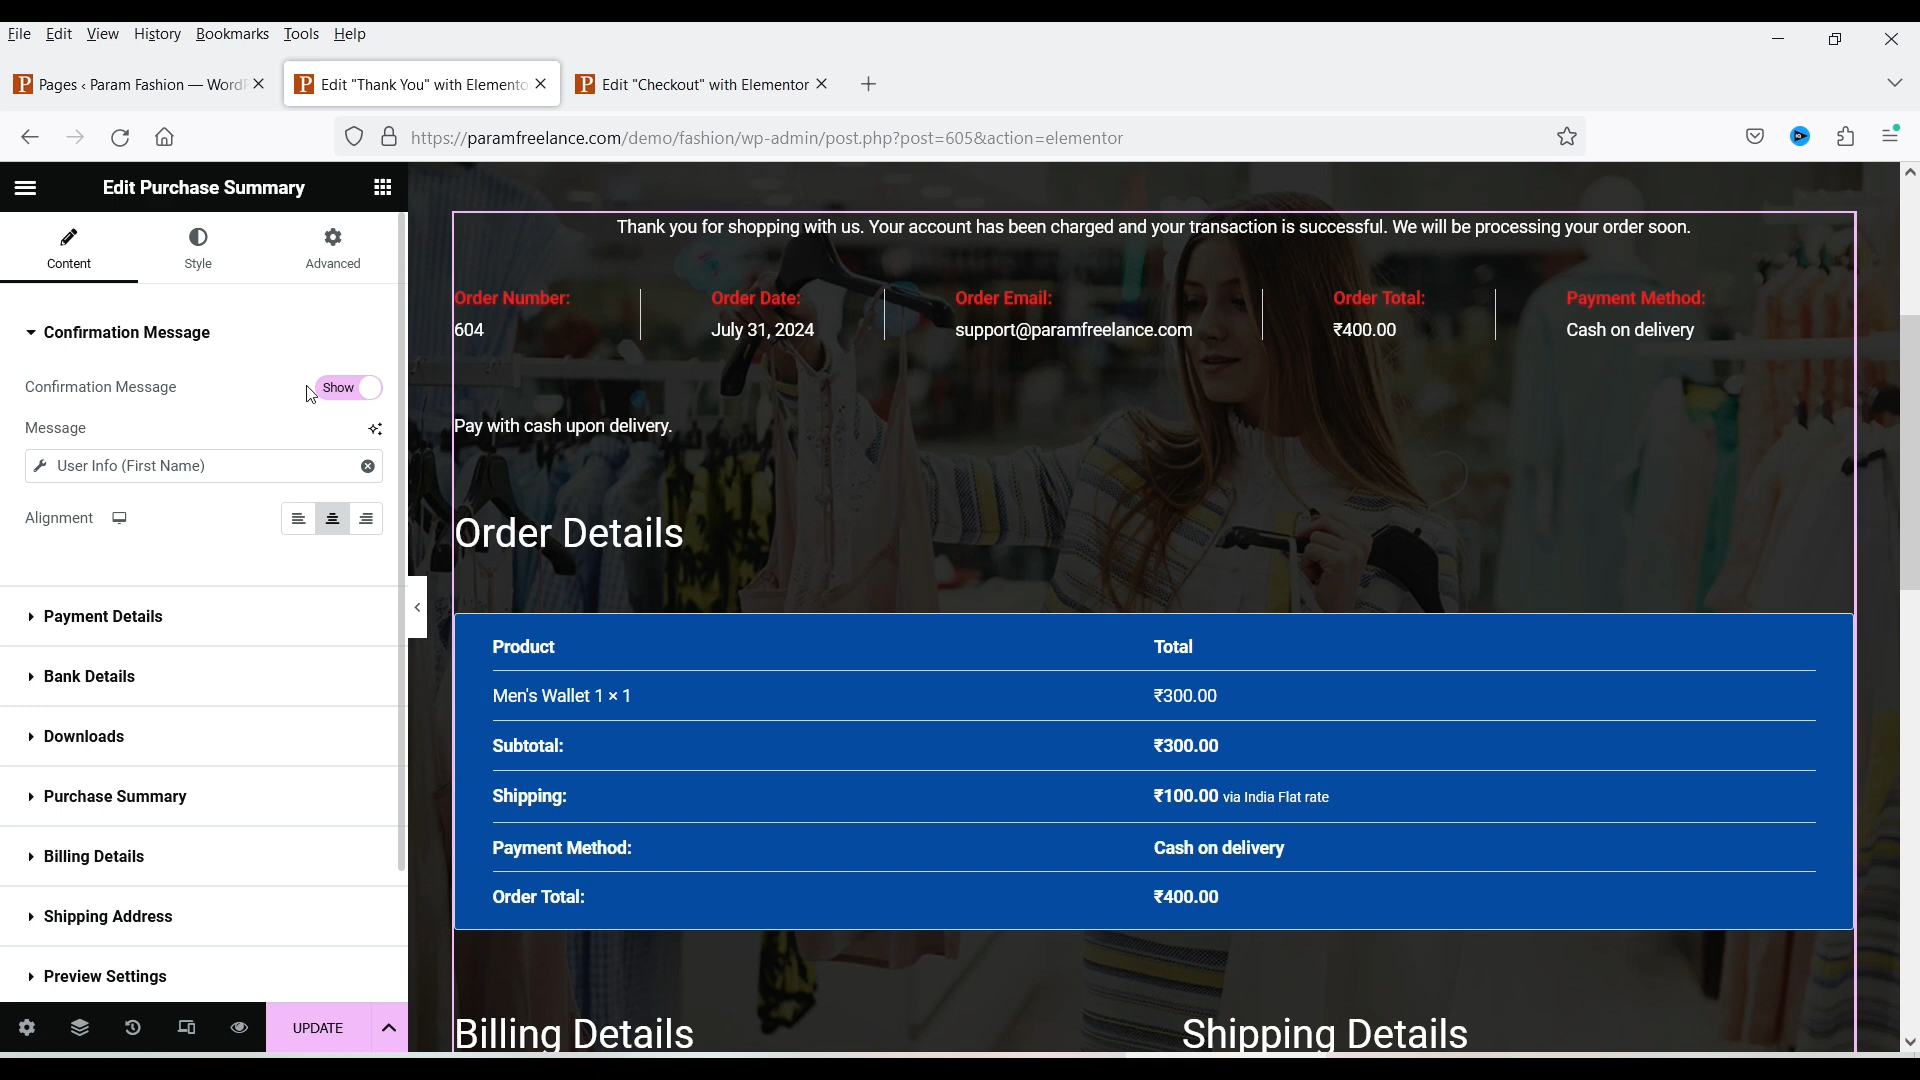 File Edit View History Bookmarks Tools Help
Pages ‹ Param Fashion — WordP
Edit "Thank You" with Elemento
Edit "Checkout" with Elementor
https://paramfreelance.com/demo/fashion/wp-admin/post.php?post=605&action=elementor
Edit Purchase Summary
Content
Style
Advanced
Confirmation Message
Confirmation Message
Show
Message
User Info (First Name)
Alignment
Payment Details
Bank Details
Downloads
Purchase Summary
Billing Details
Shipping Address
Preview Settings
UPDATE
Thank you for shopping with us. Your account has been charged and your transaction is successful. We will be processing your order soon.
Order Number: Order Date: Order Email: Order Total: Payment Method:
604 July 31, 2024 support@paramfreelance.com ₹400.00 Cash on delivery
Pay with cash upon delivery.
Order Details
Product Total
Men's Wallet 1 × 1 ₹300.00
Subtotal: ₹300.00
Shipping: ₹100.00 via India Flat rate
Payment Method: Cash on delivery
Order Total: ₹400.00
Billing Details Shipping Details